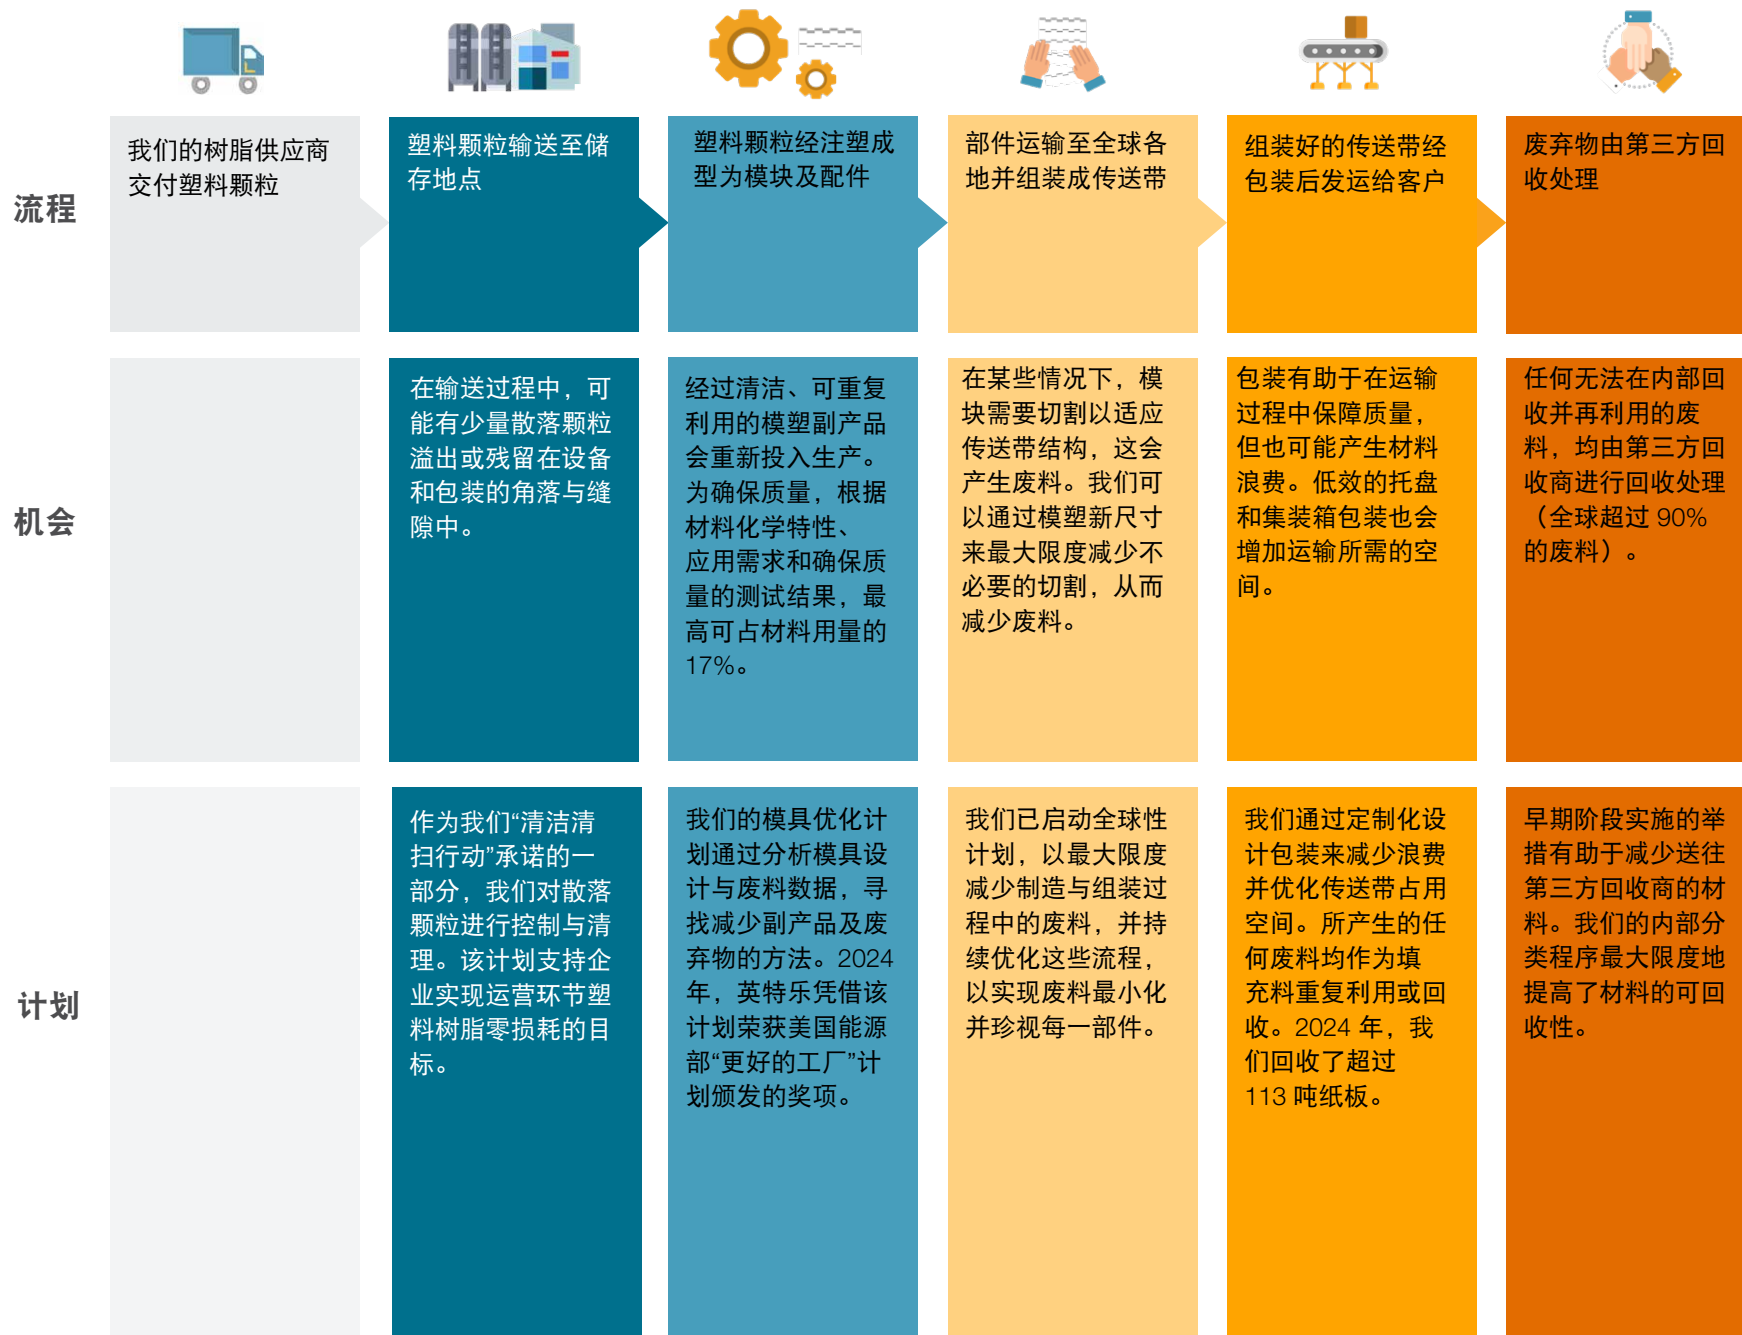 流程
我们的树脂供应商
交付塑料颗粒
塑料颗粒输送至储
存地点
塑料颗粒经注塑成
型为模块及配件
部件运输至全球各
地并组装成传送带
组装好的传送带经
包装后发运给客户
废弃物由第三方回
收处理
机会
在输送过程中，可
能有少量散落颗粒
溢出或残留在设备
和包装的角落与缝
隙中。
经过清洁、可重复
利用的模塑副产品
会重新投入生产。
为确保质量，根据
材料化学特性、
应用需求和确保质
量的测试结果，最
高可占材料用量的
17%。
在某些情况下，模
块需要切割以适应
传送带结构，这会
产生废料。我们可
以通过模塑新尺寸
来最大限度减少不
必要的切割，从而
减少废料。
包装有助于在运输
过程中保障质量，
但也可能产生材料
浪费。低效的托盘
和集装箱包装也会
增加运输所需的空
间。
任何无法在内部回
收并再利用的废
料，均由第三方回
收商进行回收处理
（全球超过 90%
的废料）。
计划
作为我们“清洁清
扫行动”承诺的一
部分，我们对散落
颗粒进行控制与清
理。该计划支持企
业实现运营环节塑
料树脂零损耗的目
标。
我们的模具优化计
划通过分析模具设
计与废料数据，寻
找减少副产品及废
弃物的方法。2024
年，英特乐凭借该
计划荣获美国能源
部“更好的工厂”计
划颁发的奖项。
我们已启动全球性
计划，以最大限度
减少制造与组装过
程中的废料，并持
续优化这些流程，
以实现废料最小化
并珍视每一部件。
我们通过定制化设
计包装来减少浪费
并优化传送带占用
空间。所产生的任
何废料均作为填
充料重复利用或回
收。2024 年，我
们回收了超过
113 吨纸板。
早期阶段实施的举
措有助于减少送往
第三方回收商的材
料。我们的内部分
类程序最大限度地
提高了材料的可回
收性。